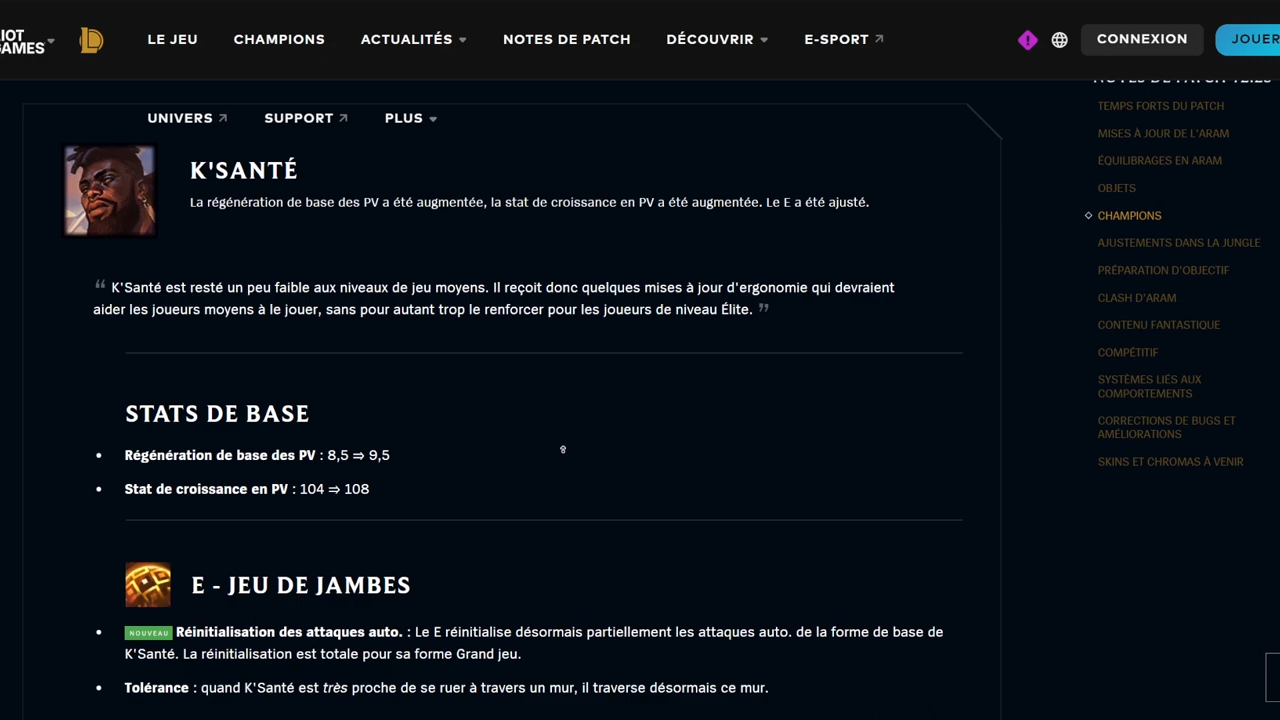 RIOT
GAMES
LE JEU
CHAMPIONS
ACTUALITÉS
NOTES DE PATCH
DÉCOUVRIR
E-SPORT
CONNEXION
JOUER
UNIVERS
SUPPORT
PLUS
K'SANTÉ
La régénération de base des PV a été augmentée, la stat de croissance en PV a été augmentée. Le E a été ajusté.
“ K'Santé est resté un peu faible aux niveaux de jeu moyens. Il reçoit donc quelques mises à jour d'ergonomie qui devraient
aider les joueurs moyens à le jouer, sans pour autant trop le renforcer pour les joueurs de niveau Élite. ”
STATS DE BASE
• Régénération de base des PV : 8,5 ⇒ 9,5
• Stat de croissance en PV : 104 ⇒ 108
E - JEU DE JAMBES
• NOUVEAU Réinitialisation des attaques auto. : Le E réinitialise désormais partiellement les attaques auto. de la forme de base de
K'Santé. La réinitialisation est totale pour sa forme Grand jeu.
• Tolérance : quand K'Santé est très proche de se ruer à travers un mur, il traverse désormais ce mur.
NOTES DE PATCH
TEMPS FORTS DU PATCH
MISES À JOUR DE L'ARAM
ÉQUILIBRAGES EN ARAM
OBJETS
CHAMPIONS
AJUSTEMENTS DANS LA JUNGLE
PRÉPARATION D'OBJECTIF
CLASH D'ARAM
CONTENU FANTASTIQUE
COMPÉTITIF
SYSTÈMES LIÉS AUX
COMPORTEMENTS
CORRECTIONS DE BUGS ET
AMÉLIORATIONS
SKINS ET CHROMAS À VENIR